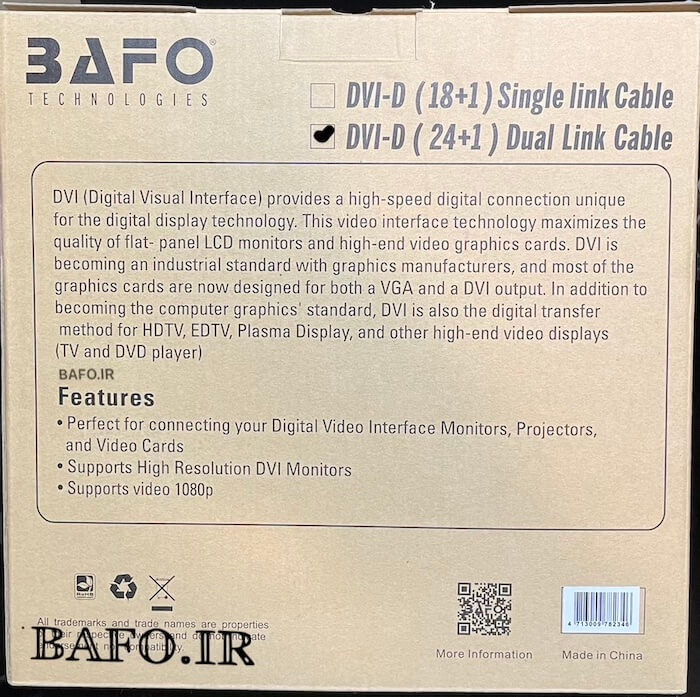 BAFO®
TECHNOLOGIES
DVI-D (18+1) Single link Cable
DVI-D (24+1) Dual Link Cable
DVI (Digital Visual Interface) provides a high-speed digital connection unique
for the digital display technology. This video interface technology maximizes the
quality of flat- panel LCD monitors and high-end video graphics cards. DVI is
becoming an industrial standard with graphics manufacturers, and most of the
graphics cards are now designed for both a VGA and a DVI output. In addition to
becoming the computer graphics' standard, DVI is also the digital transfer
method for HDTV, EDTV, Plasma Display, and other high-end video displays
(TV and DVD player)
BAFO.IR
Features
• Perfect for connecting your Digital Video Interface Monitors, Projectors,
and Video Cards
• Supports High Resolution DVI Monitors
• Supports video 1080p
RoHS
BAFO
4 713009 782346
All trademarks and trade names are properties
and do
BAFO.IR
More Information
Made in China